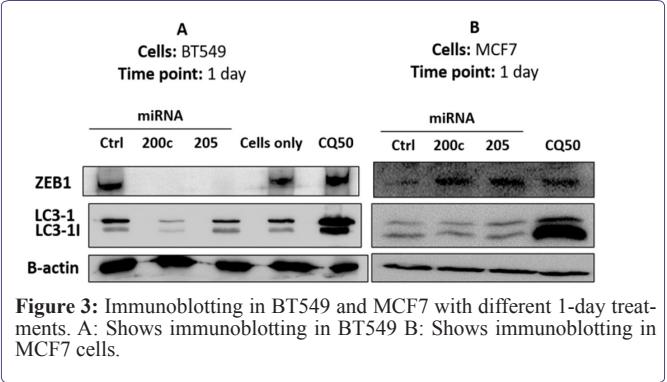 A
Cells: BT549
Time point: 1 day
miRNA
Ctrl 200c 205 Cells only CQ50
ZEB1
LC3-1
LC3-1I
B-actin
B
Cells: MCF7
Time point: 1 day
miRNA
Ctrl 200c 205 CQ50
Figure 3: Immunoblotting in BT549 and MCF7 with different 1-day treat-
ments. A: Shows immunoblotting in BT549 B: Shows immunoblotting in
MCF7 cells.